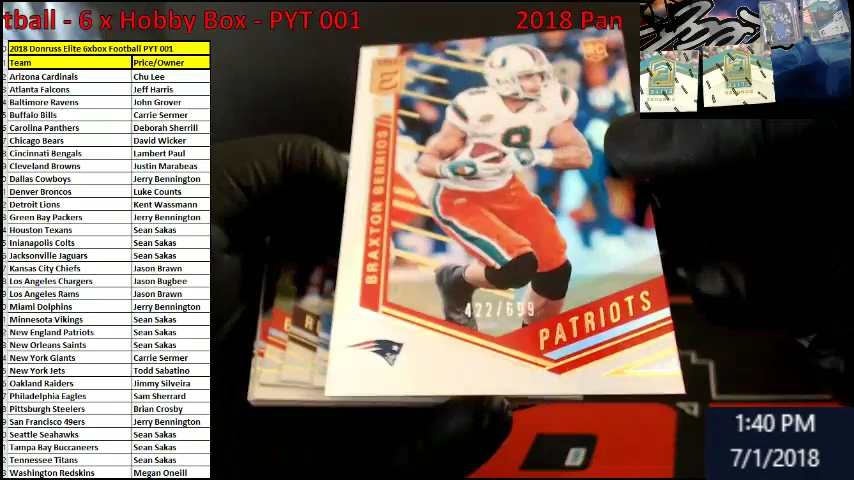 tball - 6 x Hobby Box - PYT 001
2018 Pan
2018 Donruss Elite 6xbox Football PYT 001
Team Price/Owner
Arizona Cardinals Chu Lee
Atlanta Falcons Jeff Harris
Baltimore Ravens John Grover
Buffalo Bills Carrie Sermer
Carolina Panthers Deborah Sherrill
Chicago Bears David Wicker
Cincinnati Bengals Lambert Paul
Cleveland Browns Justin Marabeas
Dallas Cowboys Jerry Bennington
Denver Broncos Luke Counts
Detroit Lions Kent Wassmann
Green Bay Packers Jerry Bennington
Houston Texans Sean Sakas
Inianapolis Colts Sean Sakas
Jacksonville Jaguars Sean Sakas
Kansas City Chiefs Jason Brawn
Los Angeles Chargers Jason Bugbee
Los Angeles Rams Jason Brawn
Miami Dolphins Jerry Bennington
Minnesota Vikings Sean Sakas
New England Patriots Sean Sakas
New Orleans Saints Sean Sakas
New York Giants Carrie Sermer
New York Jets Todd Sabatino
Oakland Raiders Jimmy Silveira
Philadelphia Eagles Sam Sherrard
Pittsburgh Steelers Brian Crosby
San Francisco 49ers Jerry Bennington
Seattle Seahawks Sean Sakas
Tampa Bay Buccaneers Sean Sakas
Tennessee Titans Sean Sakas
Washington Redskins Megan Oneill
RC
BRAXTON BERRIOS
422/699
PATRIOTS
ELITE
ELITE
1:40 PM
7/1/2018